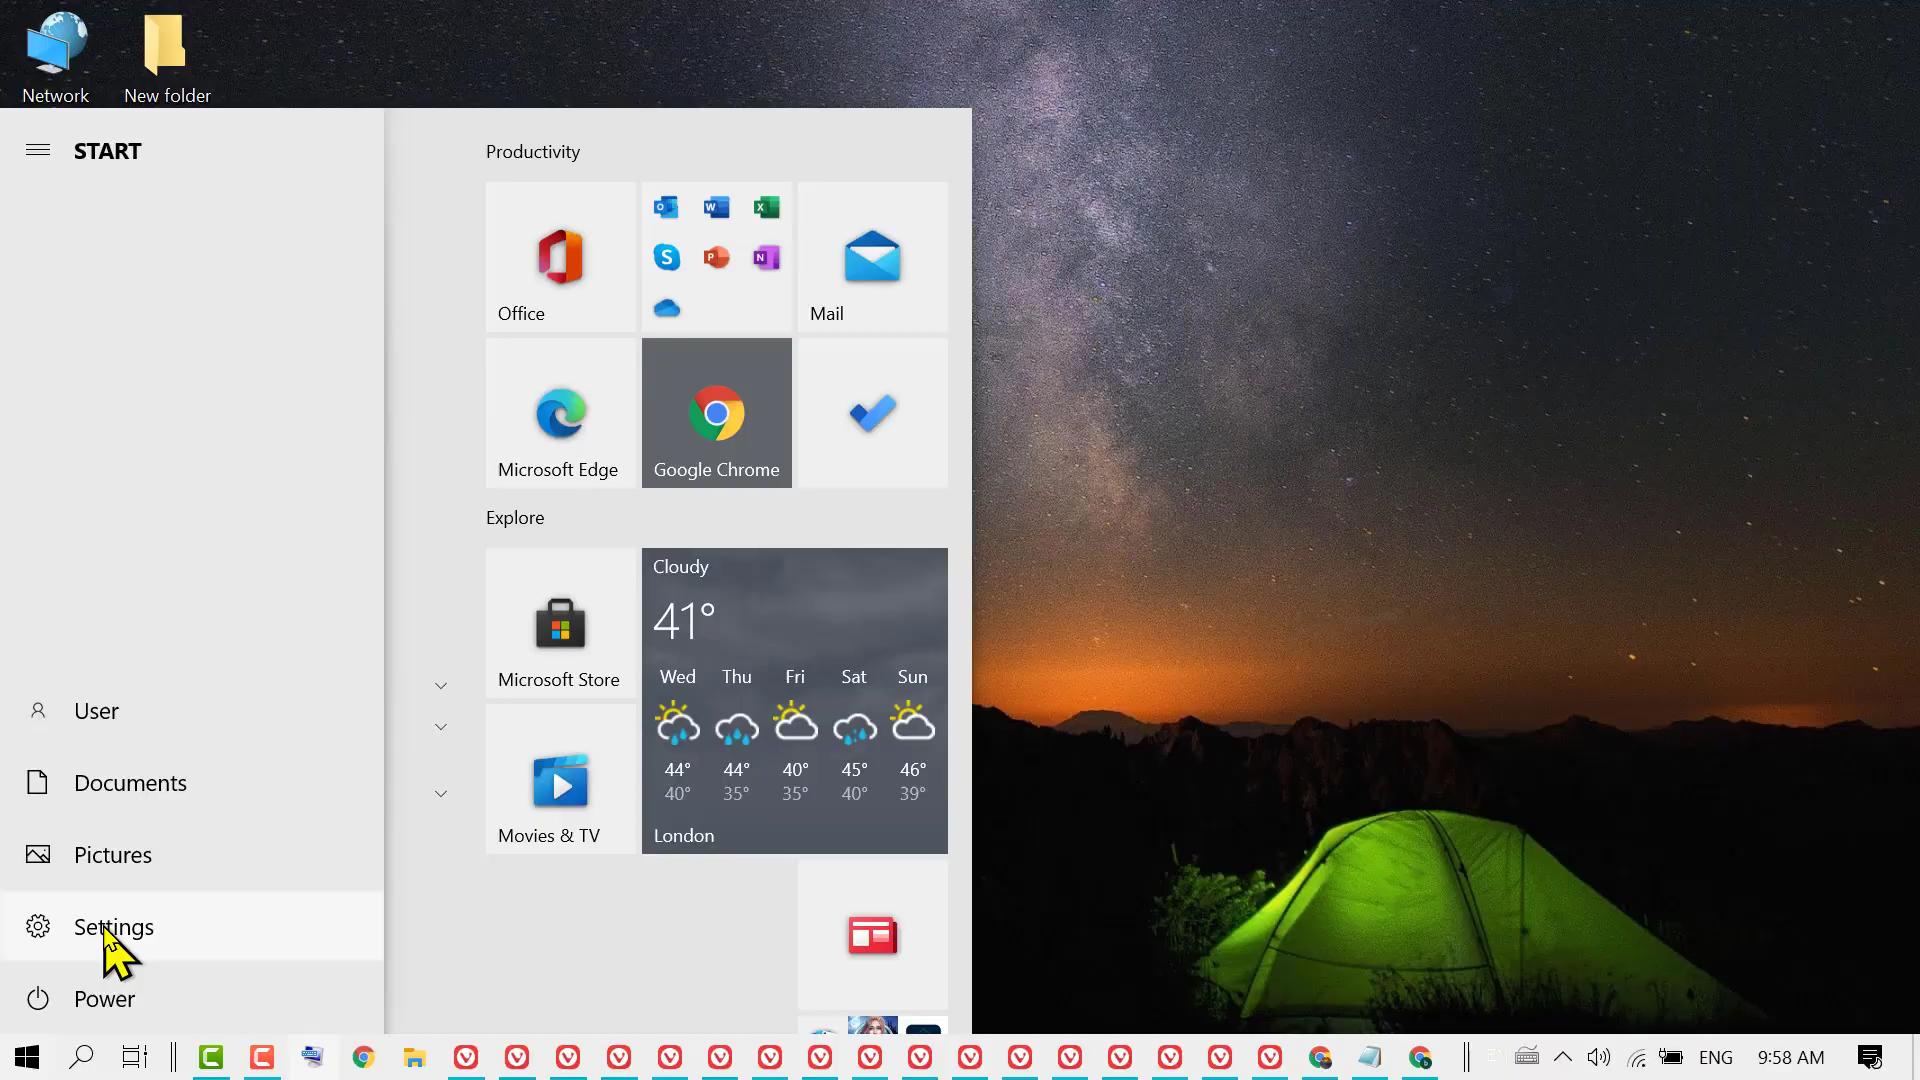 Network
New folder
START
Productivity
Office
Mail
Microsoft Edge
Google Chrome
Explore
Microsoft Store
Cloudy
41°
Wed Thu Fri Sat Sun
44° 44° 40° 45° 46°
40° 35° 35° 40° 39°
London
Movies & TV
User
Documents
Pictures
Settings
Power
ENG
9:58 AM